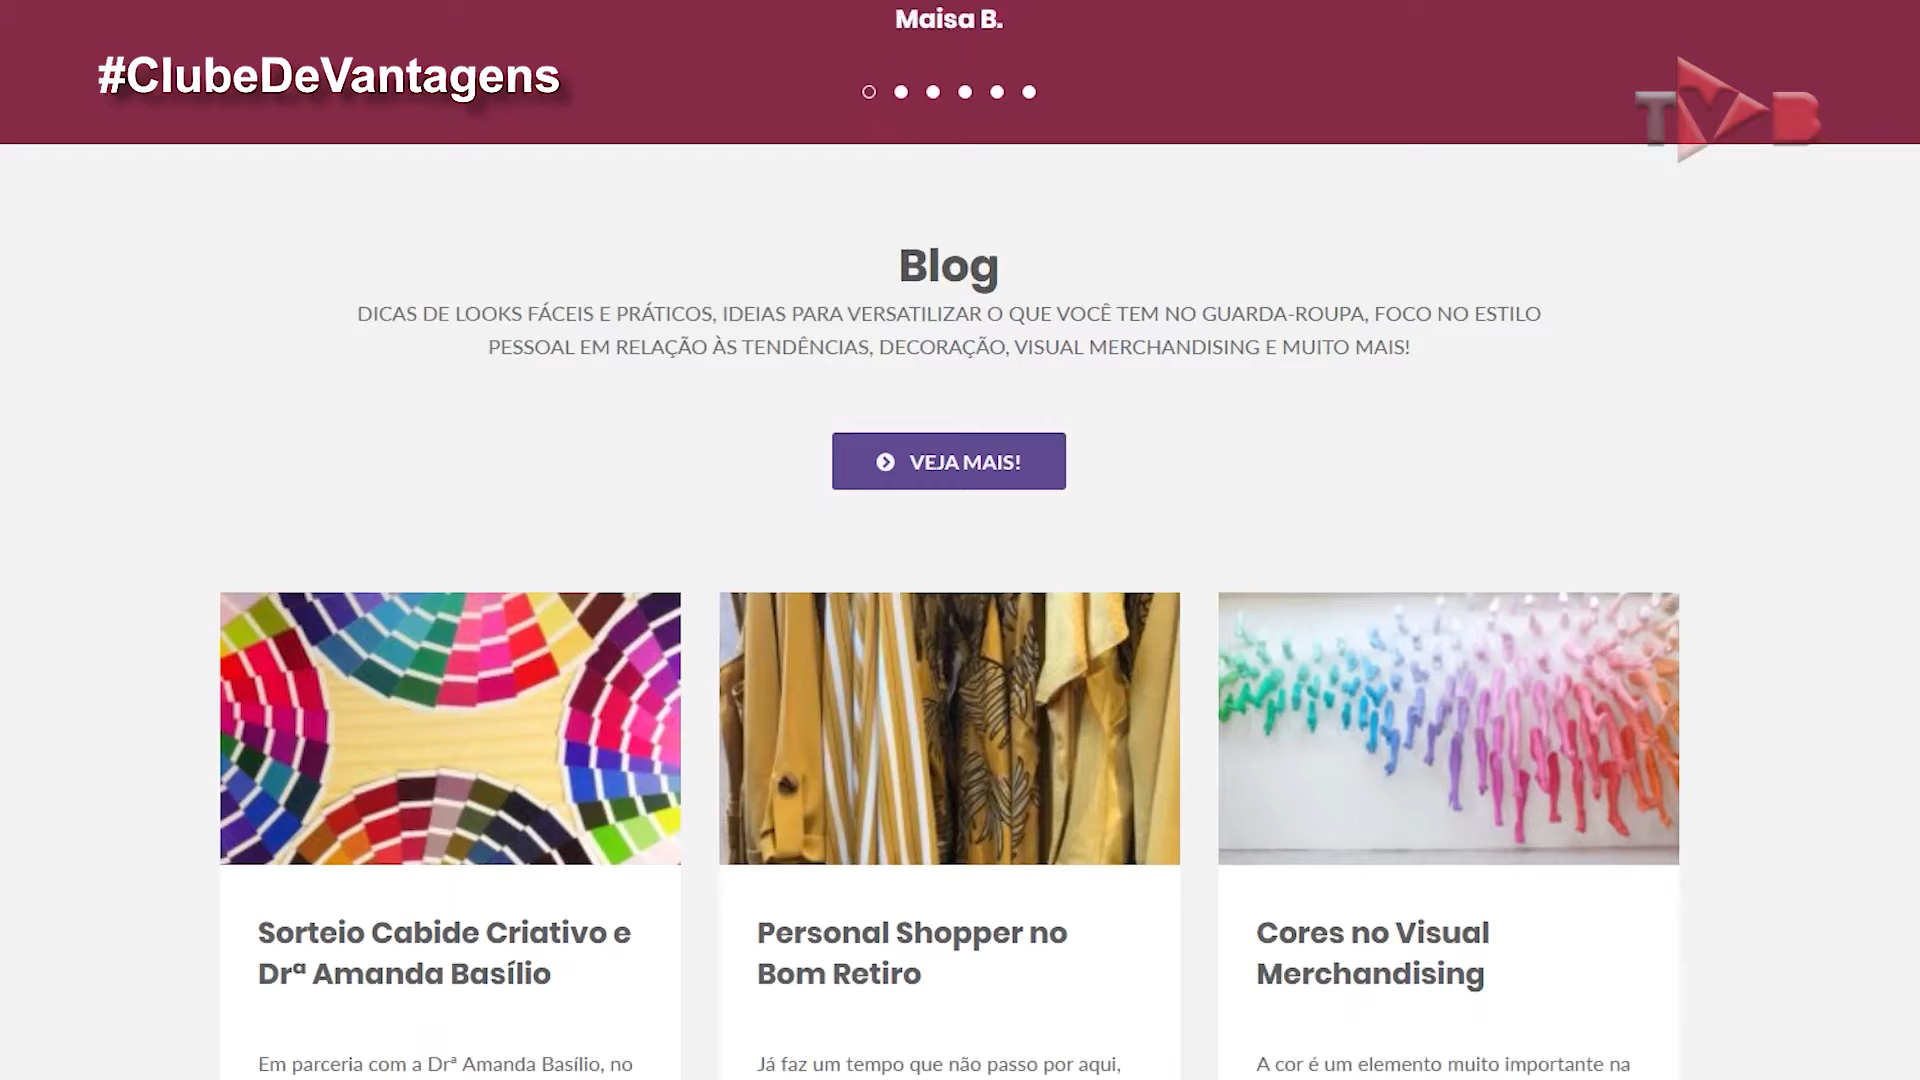 Maisa B.
#ClubeDeVantagens
TVB
Blog
DICAS DE LOOKS FÁCEIS E PRÁTICOS, IDEIAS PARA VERSATILIZAR O QUE VOCÊ TEM NO GUARDA-ROUPA, FOCO NO ESTILO
PESSOAL EM RELAÇÃO ÀS TENDÊNCIAS, DECORAÇÃO, VISUAL MERCHANDISING E MUITO MAIS!
VEJA MAIS!
Sorteio Cabide Criativo e
Drª Amanda Basílio
Em parceria com a Drª Amanda Basílio, no
Personal Shopper no
Bom Retiro
Já faz um tempo que não passo por aqui,
Cores no Visual
Merchandising
A cor é um elemento muito importante na